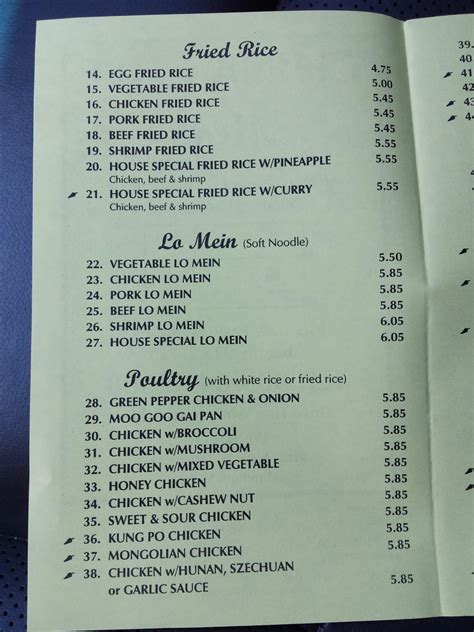 Fried Rice
14. EGG FRIED RICE 4.75
15. VEGETABLE FRIED RICE 5.00
16. CHICKEN FRIED RICE 5.45
17. PORK FRIED RICE 5.45
18. BEEF FRIED RICE 5.45
19. SHRIMP FRIED RICE 5.55
20. HOUSE SPECIAL FRIED RICE W/PINEAPPLE 5.55
Chicken, beef & shrimp
21. HOUSE SPECIAL FRIED RICE W/CURRY 5.55
Chicken, beef & shrimp
Lo Mein (Soft Noodle)
22. VEGETABLE LO MEIN 5.50
23. CHICKEN LO MEIN 5.85
24. PORK LO MEIN 5.85
25. BEEF LO MEIN 5.85
26. SHRIMP LO MEIN 6.05
27. HOUSE SPECIAL LO MEIN 6.05
Poultry (with white rice or fried rice)
28. GREEN PEPPER CHICKEN & ONION 5.85
29. MOO GOO GAI PAN 5.85
30. CHICKEN w/BROCCOLI 5.85
31. CHICKEN w/MUSHROOM 5.85
32. CHICKEN w/MIXED VEGETABLE 5.85
33. HONEY CHICKEN 5.85
34. CHICKEN w/CASHEW NUT 5.85
35. SWEET & SOUR CHICKEN 5.85
36. KUNG PO CHICKEN 5.85
37. MONGOLIAN CHICKEN 5.85
38. CHICKEN w/HUNAN, SZECHUAN
or GARLIC SAUCE 5.85
39.
40
41
42
43
44